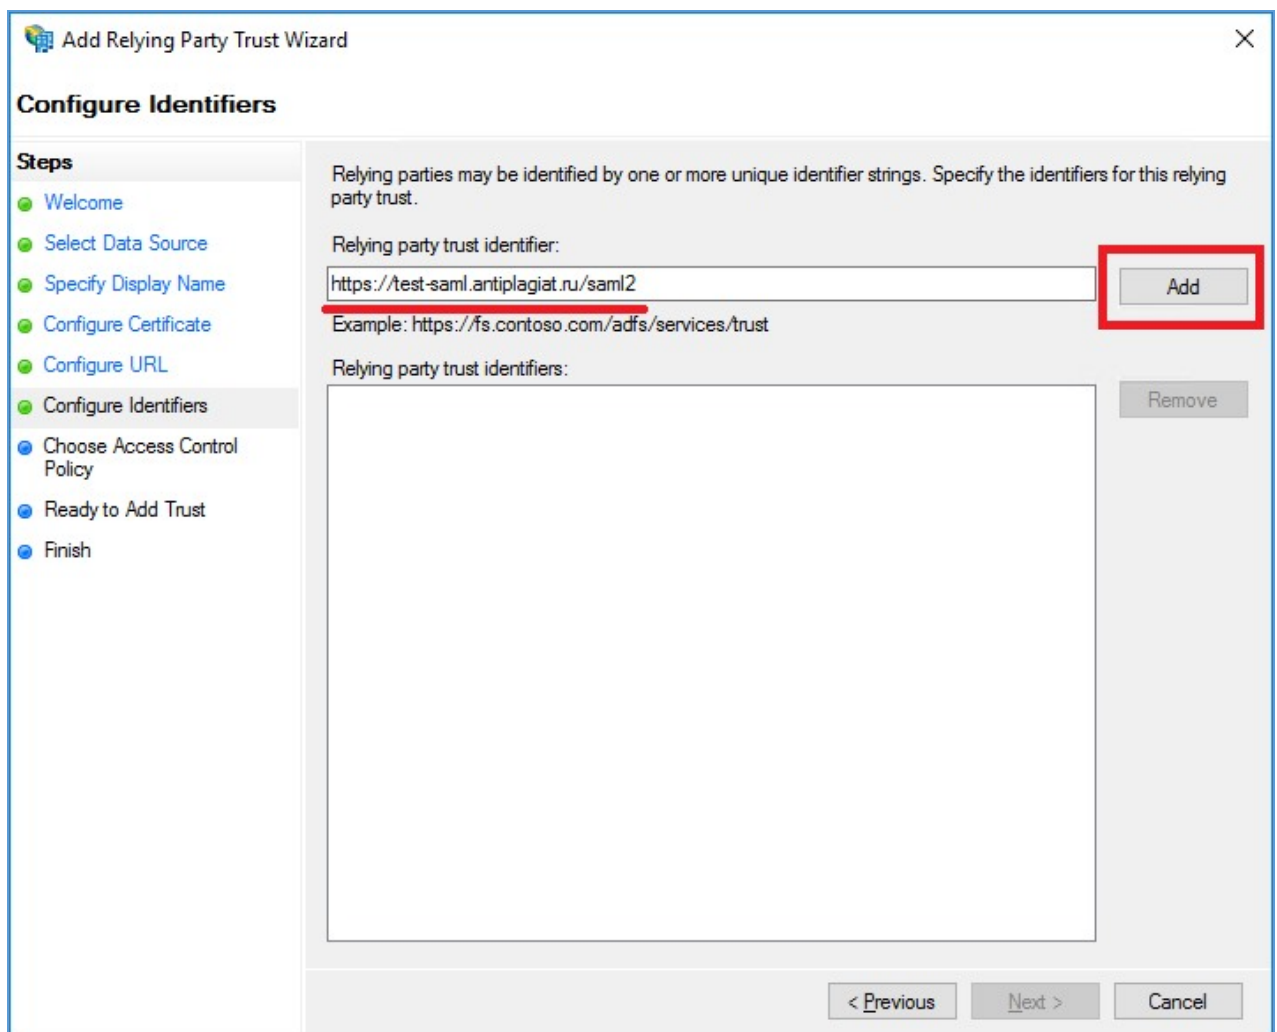 Add Relying Party Trust Wizard
Configure Identifiers
Steps
Welcome
Select Data Source
Specify Display Name
Configure Certificate
Configure URL
Configure Identifiers
Choose Access Control
Policy
Ready to Add Trust
Finish
Relying parties may be identified by one or more unique identifier strings. Specify the identifiers for this relying
party trust.
Relying party trust identifier:
https://test-saml.antiplagiat.ru/saml2
Add
Example: https://fs.contoso.com/adfs/services/trust
Relying party trust identifiers:
Remove
< Previous
Next >
Cancel